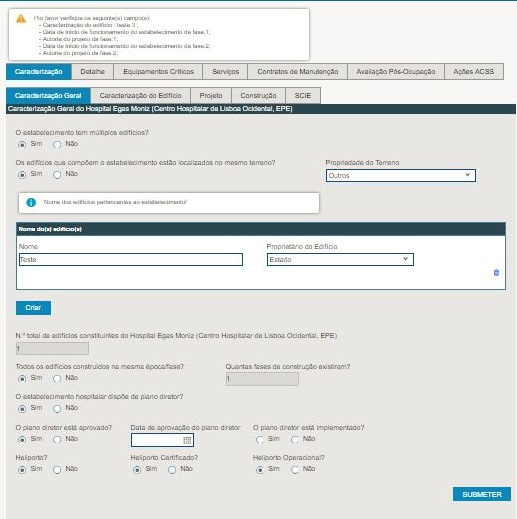 Por favor verifique os seguinte(s) campo(s):
- Caracterização do edifício : teste 3 ;
- Data de início de funcionamento do estabelecimento da fase:1;
- Autoria do projeto da fase:1;
- Data de início de funcionamento do estabelecimento da fase:2;
- Autoria do projeto da fase:2;
Caracterização Detalhe Equipamentos Críticos Serviços Contratos de Manutenção Avaliação Pós-Ocupação Ações ACSS
Caracterização Geral Caracterização do Edifício Projeto Construção SCIE
Caracterização Geral do Hospital Egas Moniz (Centro Hospitalar de Lisboa Ocidental, EPE)
O estabelecimento tem múltiplos edifícios?
Sim Não
Os edifícios que compõem o estabelecimento estão localizados no mesmo terreno? Propriedade do Terreno
Sim Não Outros
Nome dos edifícios pertencentes ao estabelecimento!
Nome do(s) edifício(s)
Nome Proprietário do Edifício
Teste Estado
Criar
N.º total de edifícios constituintes do Hospital Egas Moniz (Centro Hospitalar de Lisboa Ocidental, EPE)
1
Todos os edifícios construídos na mesma época/fase? Quantas fases de construção existiram?
Sim Não 1
O estabelecimento hospitalar dispõe de plano diretor?
Sim Não
O plano diretor está aprovado? Data de aprovação do plano diretor O plano diretor está implementado?
Sim Não Sim Não
Heliporto? Heliporto Certificado? Heliporto Operacional?
Sim Não Sim Não Sim Não
SUBMETER